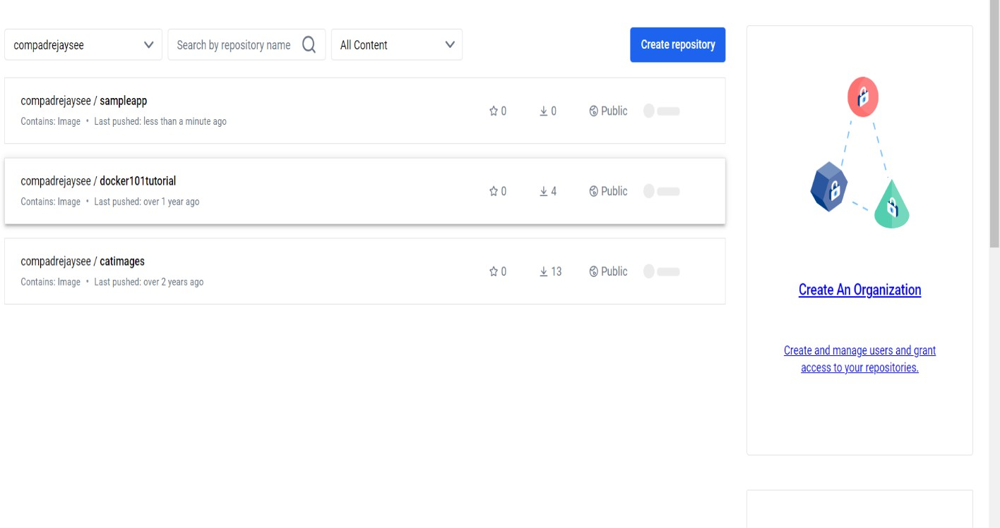 compadrejaysee
Search by repository name
All Content
Create repository
compadrejaysee / sampleapp
Contains: Image • Last pushed: less than a minute ago
0
0
Public
compadrejaysee / docker101tutorial
Contains: Image • Last pushed: over 1 year ago
0
4
Public
compadrejaysee / catimages
Contains: Image • Last pushed: over 2 years ago
0
13
Public
Create An Organization
Create and manage users and grant
access to your repositories.